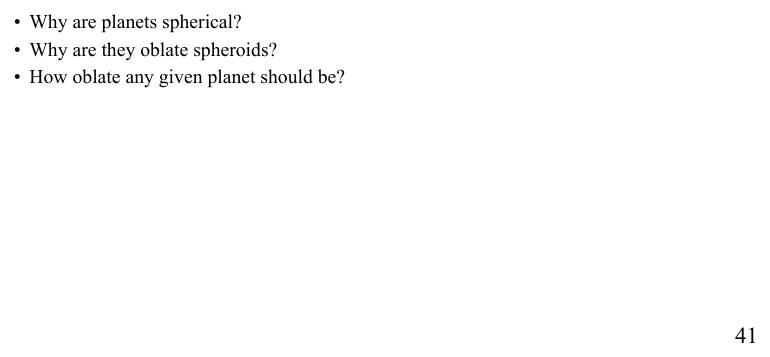 • Why are planets spherical?
• Why are they oblate spheroids?
• How oblate any given planet should be?
41